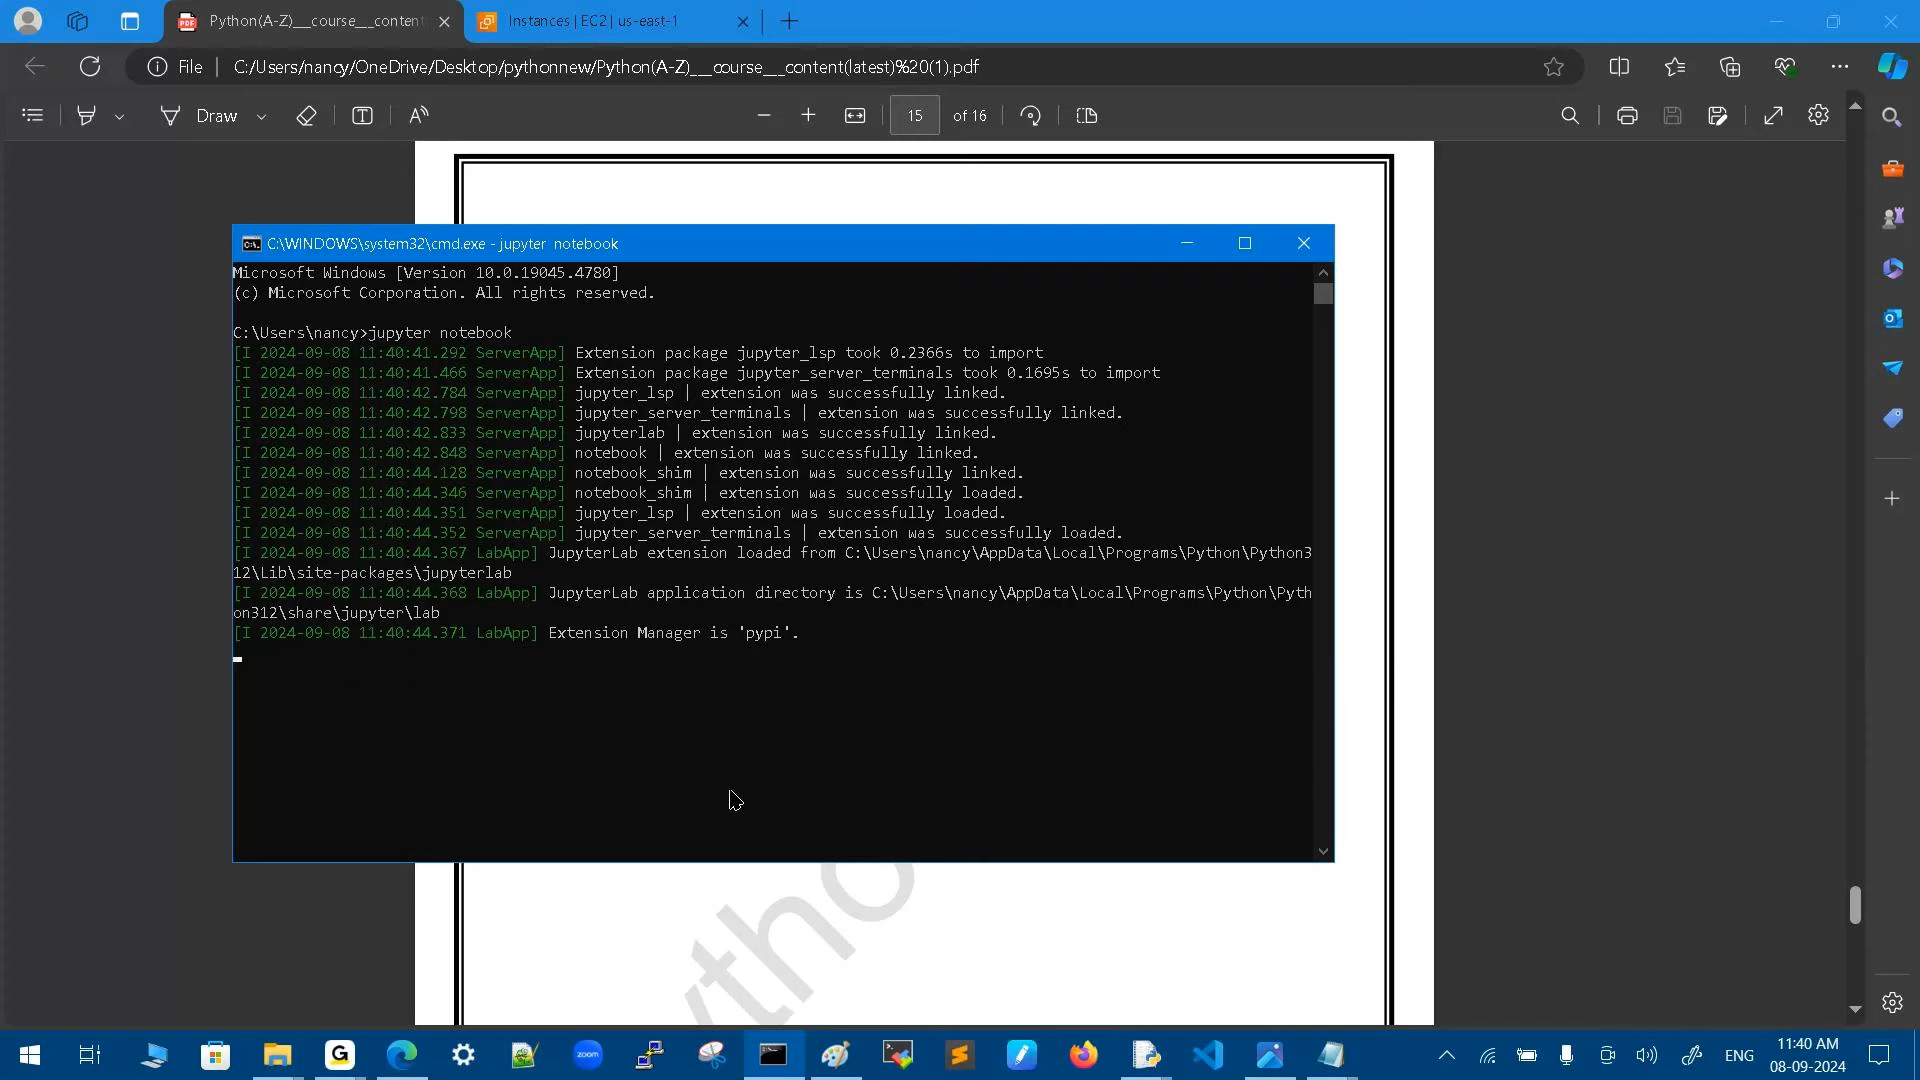 Python(A-Z)___course___content
Instances | EC2 | us-east-1
File
C:/Users/nancy/OneDrive/Desktop/pythonnew/Python(A-Z)___course___content(latest)%20(1).pdf
Draw
15
of 16
C:\WINDOWS\system32\cmd.exe - jupyter  notebook
Microsoft Windows [Version 10.0.19045.4780]
(c) Microsoft Corporation. All rights reserved.
C:\Users\nancy>jupyter notebook
[I 2024-09-08 11:40:41.292 ServerApp] Extension package jupyter_lsp took 0.2366s to import
[I 2024-09-08 11:40:41.466 ServerApp] Extension package jupyter_server_terminals took 0.1695s to import
[I 2024-09-08 11:40:42.784 ServerApp] jupyter_lsp | extension was successfully linked.
[I 2024-09-08 11:40:42.798 ServerApp] jupyter_server_terminals | extension was successfully linked.
[I 2024-09-08 11:40:42.833 ServerApp] jupyterlab | extension was successfully linked.
[I 2024-09-08 11:40:42.848 ServerApp] notebook | extension was successfully linked.
[I 2024-09-08 11:40:44.128 ServerApp] notebook_shim | extension was successfully linked.
[I 2024-09-08 11:40:44.346 ServerApp] notebook_shim | extension was successfully loaded.
[I 2024-09-08 11:40:44.351 ServerApp] jupyter_lsp | extension was successfully loaded.
[I 2024-09-08 11:40:44.352 ServerApp] jupyter_server_terminals | extension was successfully loaded.
[I 2024-09-08 11:40:44.367 LabApp] JupyterLab extension loaded from C:\Users\nancy\AppData\Local\Programs\Python\Python3
12\Lib\site-packages\jupyterlab
[I 2024-09-08 11:40:44.368 LabApp] JupyterLab application directory is C:\Users\nancy\AppData\Local\Programs\Python\Pyth
on312\share\jupyter\lab
[I 2024-09-08 11:40:44.371 LabApp] Extension Manager is 'pypi'.
ytho
zoom
ENG
11:40 AM
08-09-2024